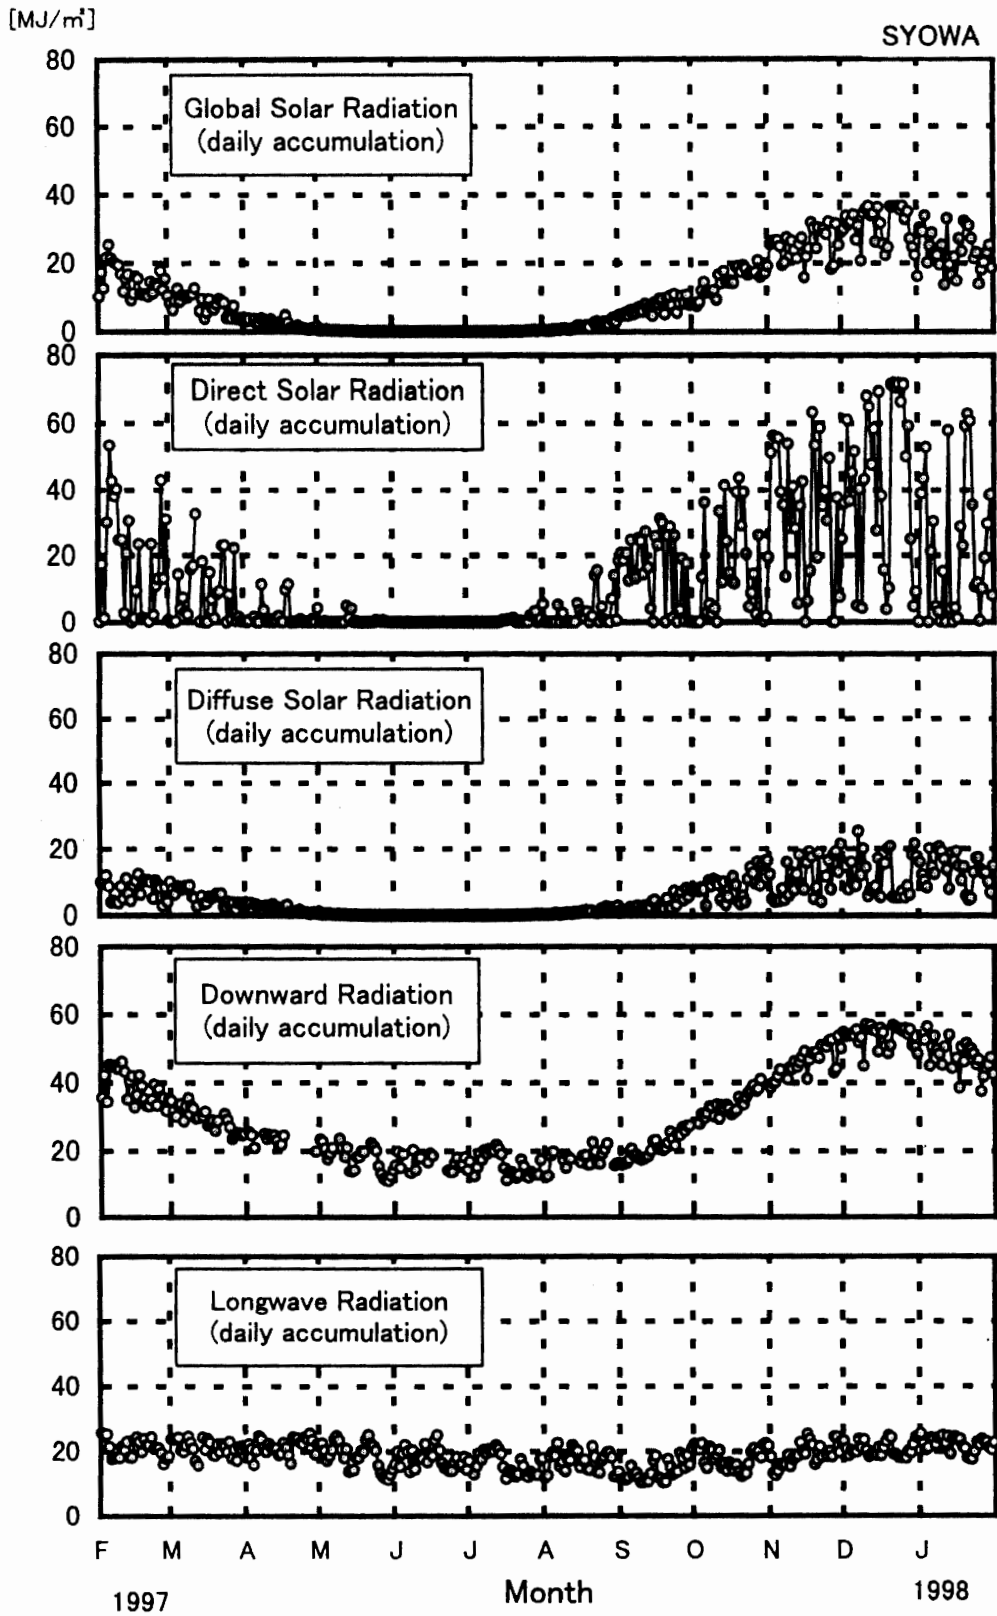 [MJ/㎡]
SYOWA
80
60
40
20
0
Global Solar Radiation
(daily accumulation)
80
60
40
20
0
Direct Solar Radiation
(daily accumulation)
80
60
40
20
0
Diffuse Solar Radiation
(daily accumulation)
80
60
40
20
0
Downward Radiation
(daily accumulation)
80
60
40
20
0
Longwave Radiation
(daily accumulation)
F M A M J J A S O N D J
1997 Month 1998